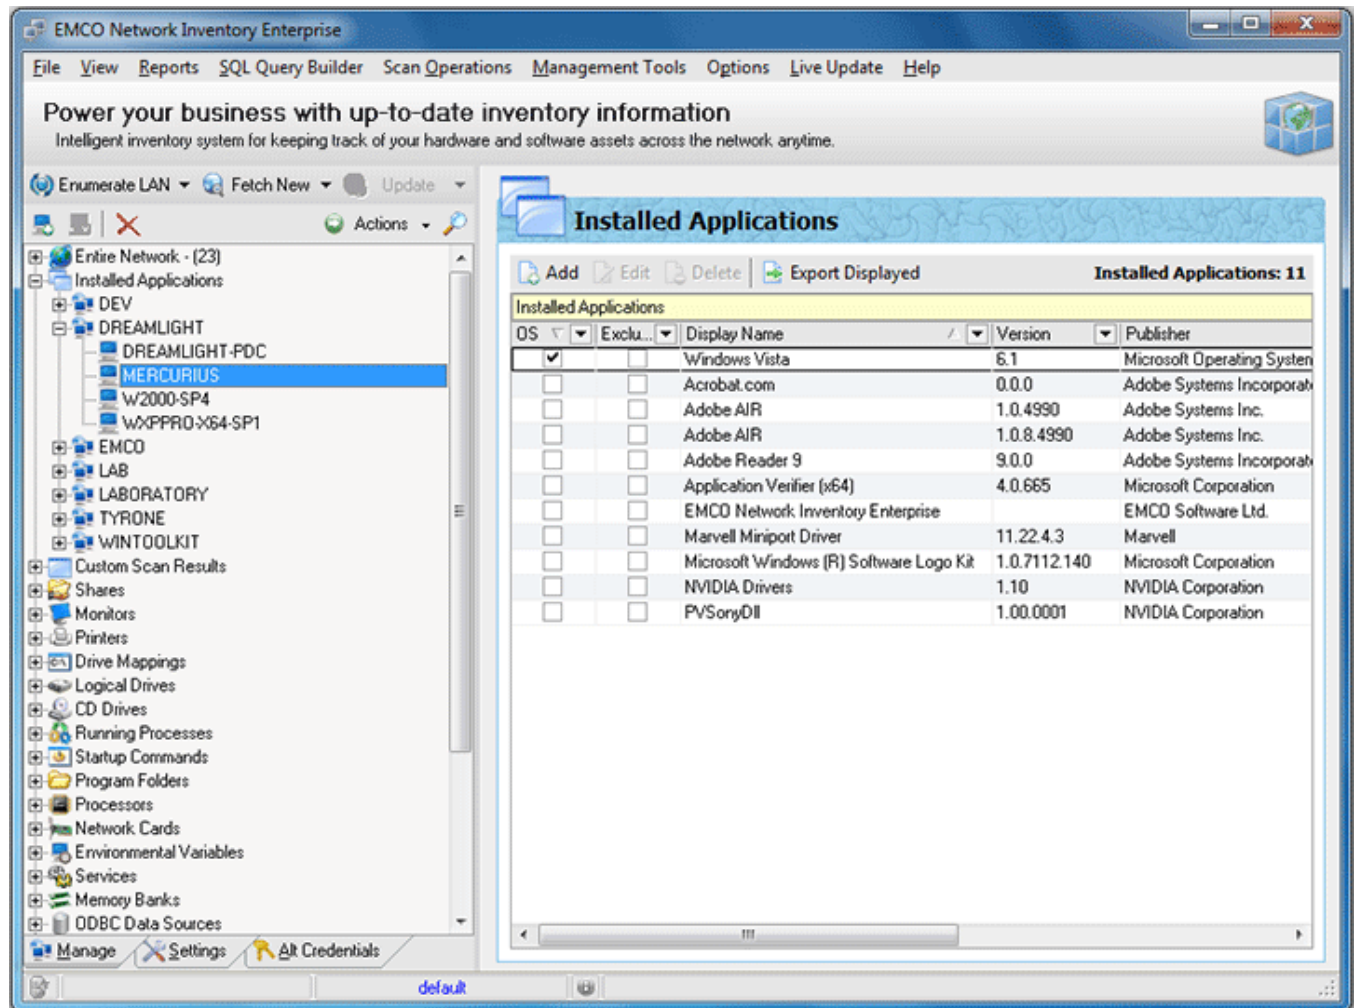 EMCO Network Inventory Enterprise
File View Reports SQL Query Builder Scan Operations Management Tools Options Live Update Help
Power your business with up-to-date inventory information
Intelligent inventory system for keeping track of your hardware and software assets across the network anytime.
Enumerate LAN Fetch New Update
Actions
Entire Network - (23)
Installed Applications
DEV
DREAMLIGHT
DREAMLIGHT-PDC
MERCURIUS
W2000-SP4
WXPPRO-X64-SP1
EMCO
LAB
LABORATORY
TYRONE
WINTOOLKIT
Custom Scan Results
Shares
Monitors
Printers
Drive Mappings
Logical Drives
CD Drives
Running Processes
Startup Commands
Program Folders
Processors
Network Cards
Environmental Variables
Services
Memory Banks
ODBC Data Sources
Manage Settings Alt Credentials
default
Installed Applications
Add Edit Delete Export Displayed Installed Applications: 11
Installed Applications
OS Exclu... Display Name Version Publisher
Windows Vista 6.1 Microsoft Operating System
Acrobat.com 0.0.0 Adobe Systems Incorporat
Adobe AIR 1.0.4990 Adobe Systems Inc.
Adobe AIR 1.0.8.4990 Adobe Systems Inc.
Adobe Reader 9 9.0.0 Adobe Systems Incorporat
Application Verifier (x64) 4.0.665 Microsoft Corporation
EMCO Network Inventory Enterprise EMCO Software Ltd.
Marvell Miniport Driver 11.22.4.3 Marvell
Microsoft Windows (R) Software Logo Kit 1.0.7112.140 Microsoft Corporation
NVIDIA Drivers 1.10 NVIDIA Corporation
PVSonyDll 1.00.0001 NVIDIA Corporation